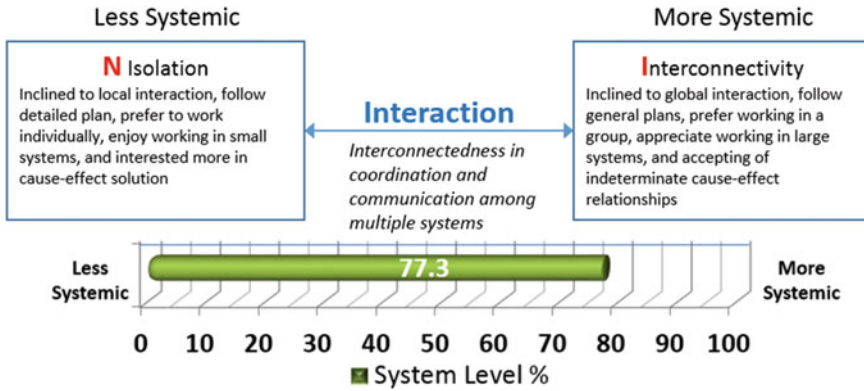 Less Systemic
More Systemic
N Isolation
Inclined to local interaction, follow
detailed plan, prefer to work
individually, enjoy working in small
systems, and interested more in
cause-effect solution
Interaction
Interconnectedness in
coordination and
communication among
multiple systems
Interconnectivity
Inclined to global interaction, follow
general plans, prefer working in a
group, appreciate working in large
systems, and accepting of
indeterminate cause-effect
relationships
Less
Systemic
77.3
More
Systemic
0 10 20 30 40 50 60 70 80 90 100
System Level %